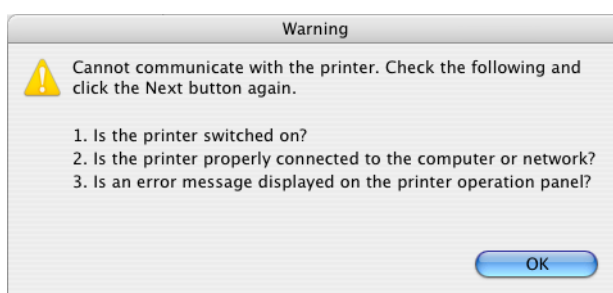 Warning
Cannot communicate with the printer. Check the following and
click the Next button again.
1. Is the printer switched on?
2. Is the printer properly connected to the computer or network?
3. Is an error message displayed on the printer operation panel?
OK